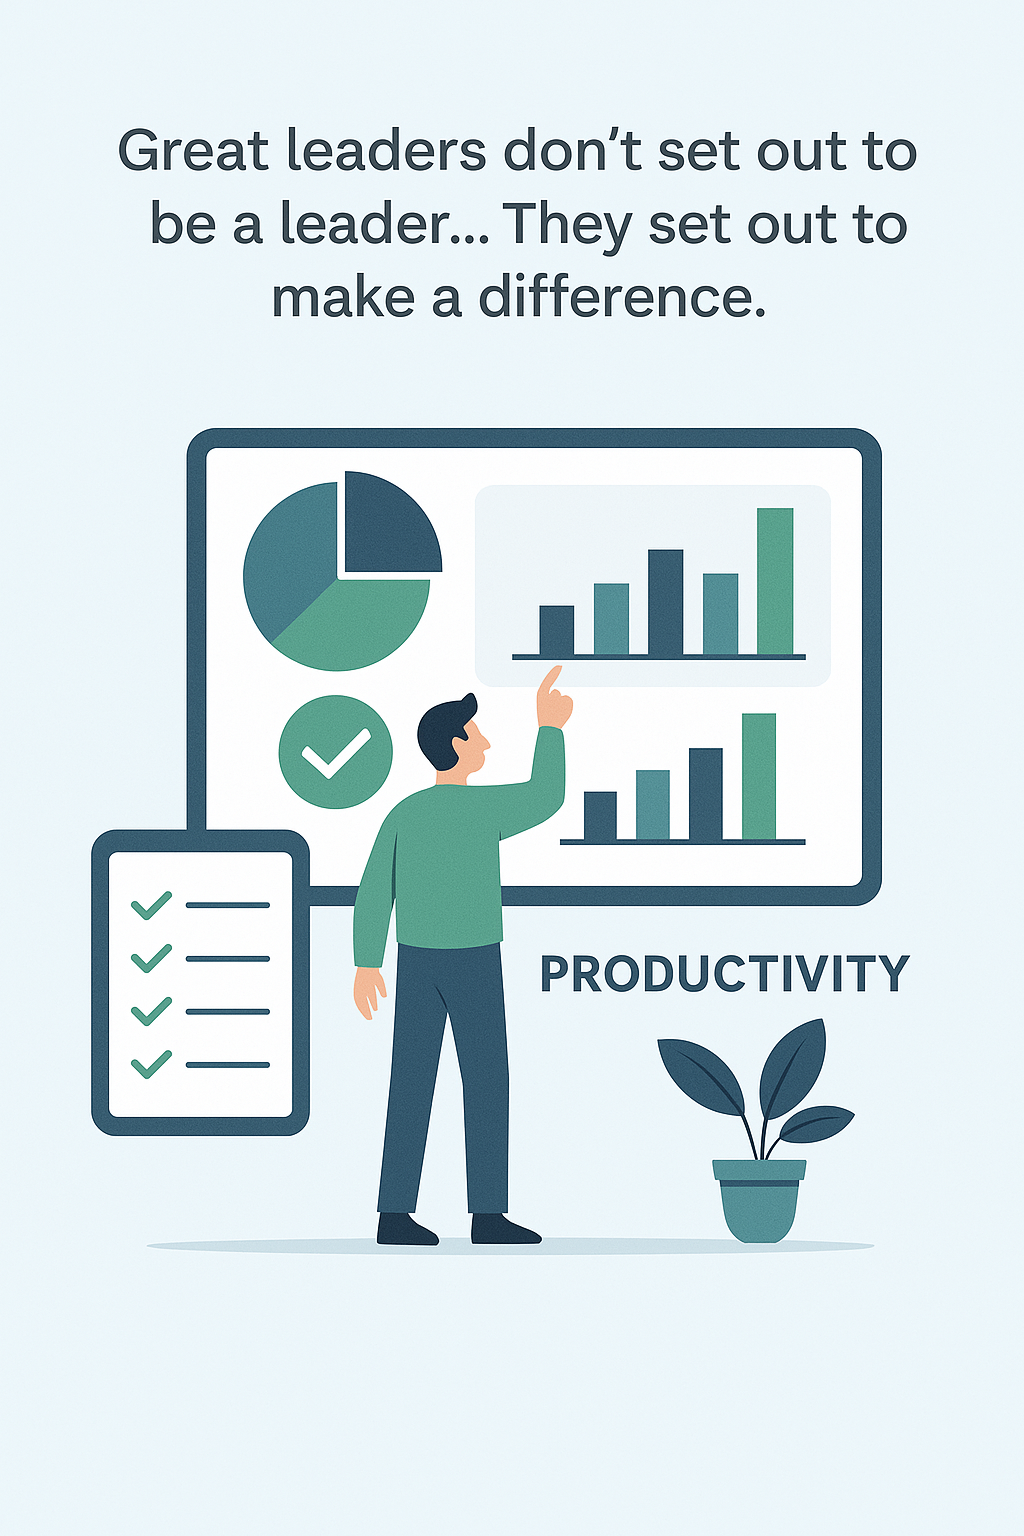 Great leaders don’t set out to
be a leader... They set out to
make a difference.
PRODUCTIVITY